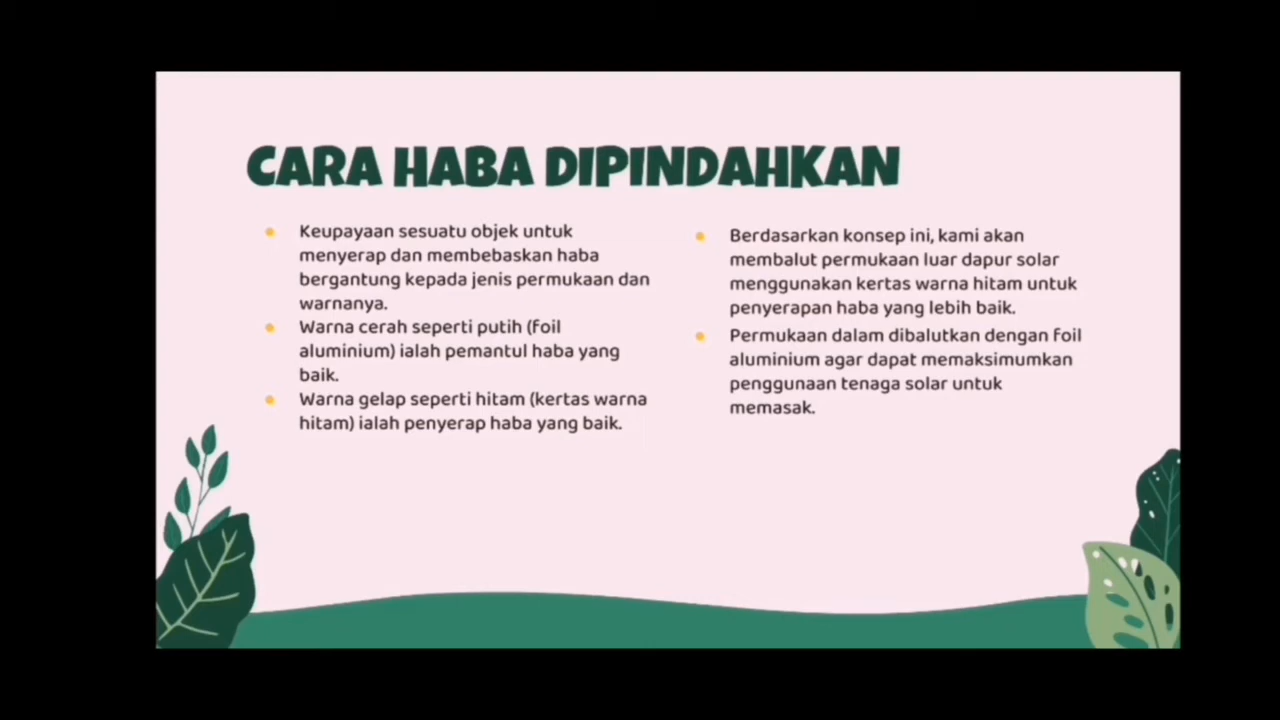 CARA HABA DIPINDAHKAN
Keupayaan sesuatu objek untuk
menyerap dan membebaskan haba
bergantung kepada jenis permukaan dan
warnanya.
Warna cerah seperti putih (foil
aluminium) ialah pemantul haba yang
baik.
Warna gelap seperti hitam (kertas warna
hitam) ialah penyerap haba yang baik.
Berdasarkan konsep ini, kami akan
membalut permukaan luar dapur solar
menggunakan kertas warna hitam untuk
penyerapan haba yang lebih baik.
Permukaan dalam dibalutkan dengan foil
aluminium agar dapat memaksimumkan
penggunaan tenaga solar untuk
memasak.